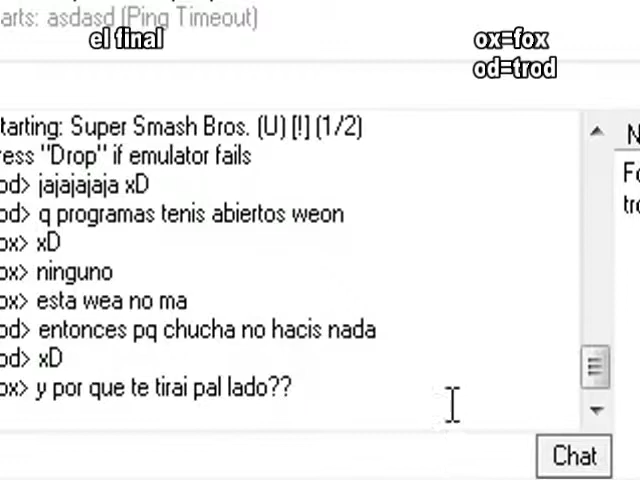 arts: asdasd (Ping Timeout)
el final
ox=fox
od=trod
tarting: Super Smash Bros. (U) [!] (1/2)
ress "Drop" if emulator fails
od> jajajajaja xD
od> q programas tenis abiertos weon
ox> xD
ox> ninguno
ox> esta wea no ma
od> entonces pq chucha no hacis nada
od> xD
ox> y por que te tirai pal lado??
N
Fo
tro
Chat